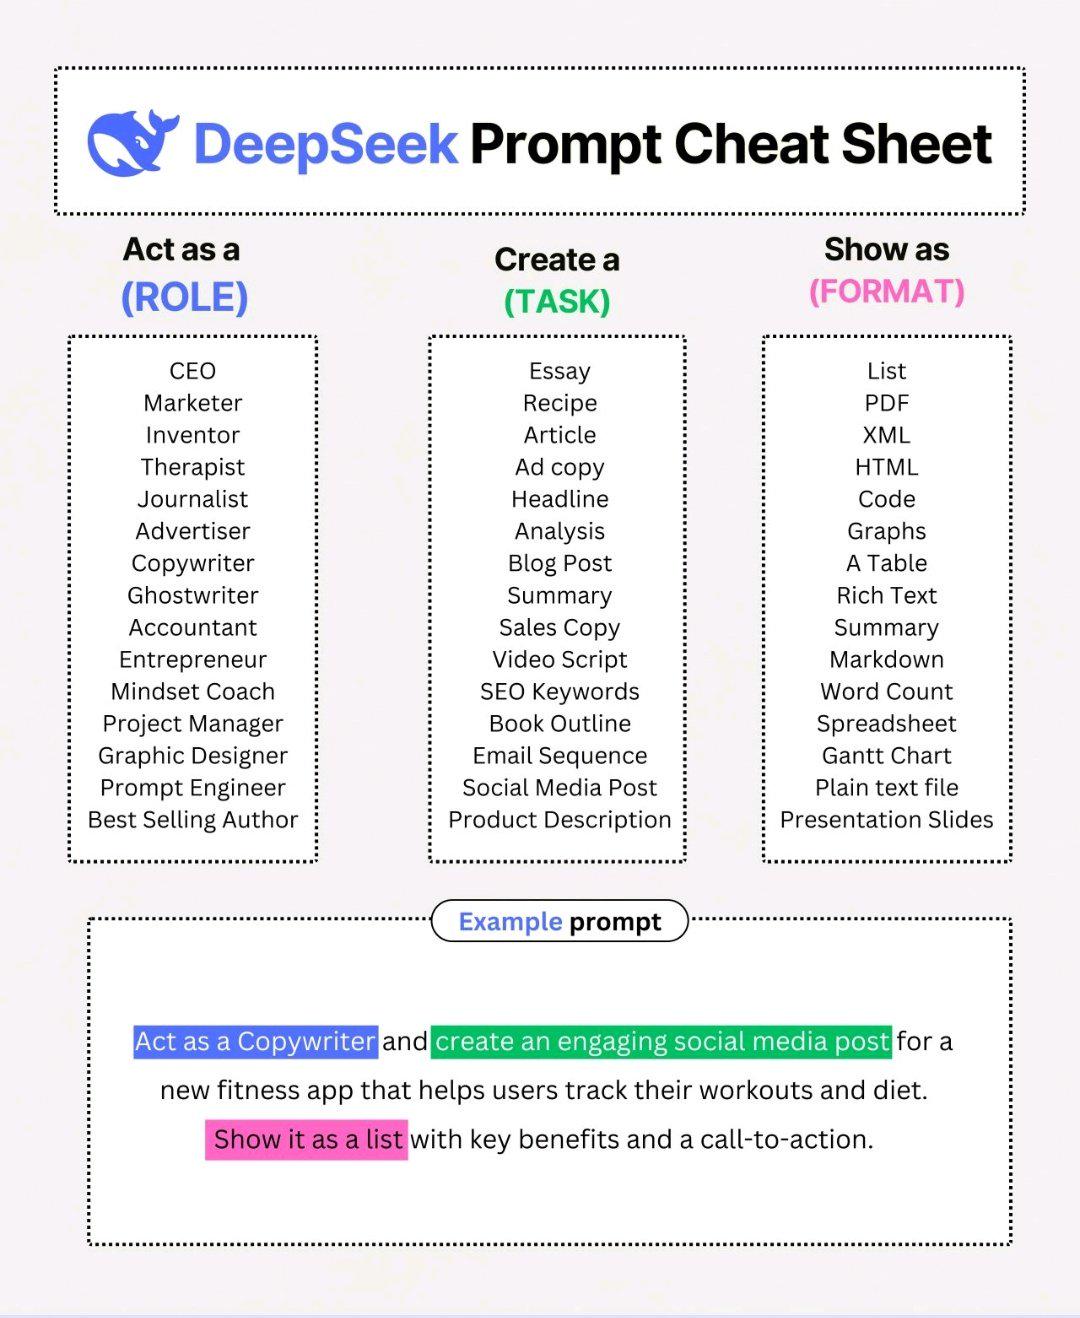 DeepSeek Prompt Cheat Sheet
Act as a
(ROLE)
CEO
Marketer
Inventor
Therapist
Journalist
Advertiser
Copywriter
Ghostwriter
Accountant
Entrepreneur
Mindset Coach
Project Manager
Graphic Designer
Prompt Engineer
Best Selling Author
Create a
(TASK)
Essay
Recipe
Article
Ad copy
Headline
Analysis
Blog Post
Summary
Sales Copy
Video Script
SEO Keywords
Book Outline
Email Sequence
Social Media Post
Product Description
Show as
(FORMAT)
List
PDF
XML
HTML
Code
Graphs
A Table
Rich Text
Summary
Markdown
Word Count
Spreadsheet
Gantt Chart
Plain text file
Presentation Slides
Example prompt
Act as a Copywriter and create an engaging social media post for a
new fitness app that helps users track their workouts and diet.
Show it as a list with key benefits and a call-to-action.